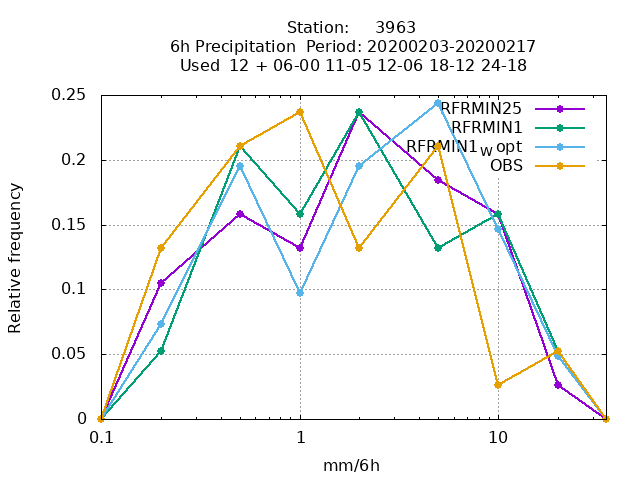 Station: 3963
6h Precipitation Period: 20200203-20200217
Used 12 + 06-00 11-05 12-06 18-12 24-18
0.25
0.2
0.15
0.1
0.05
0
Relative frequency
RFRMIN25
RFRMIN1
RFRMIN1W opt
OBS
0.1 1 10
mm/6h